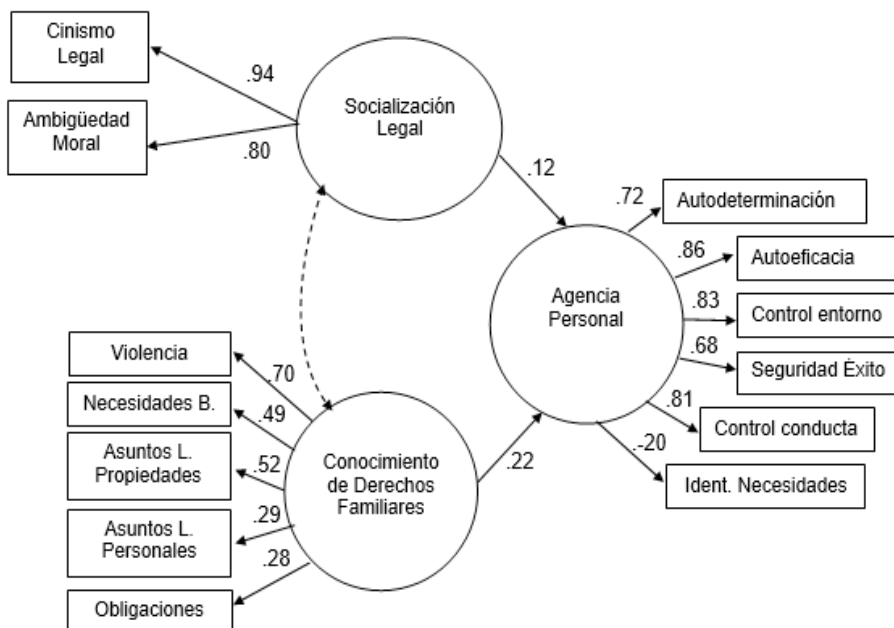 Cinismo
Legal
.94
Ambigüedad
Moral
.80
Socialización
Legal
.12
Agencia
Personal
.72
Autodeterminación
.86
Autoeficacia
.83
Control entorno
.68
Seguridad Éxito
.81
Control conducta
.-20
Ident. Necesidades
Violencia
.70
Necesidades B.
.49
Asuntos L.
Propiedades
.52
Asuntos L.
Personales
.29
Obligaciones
.28
Conocimiento
de Derechos
Familiares
.22